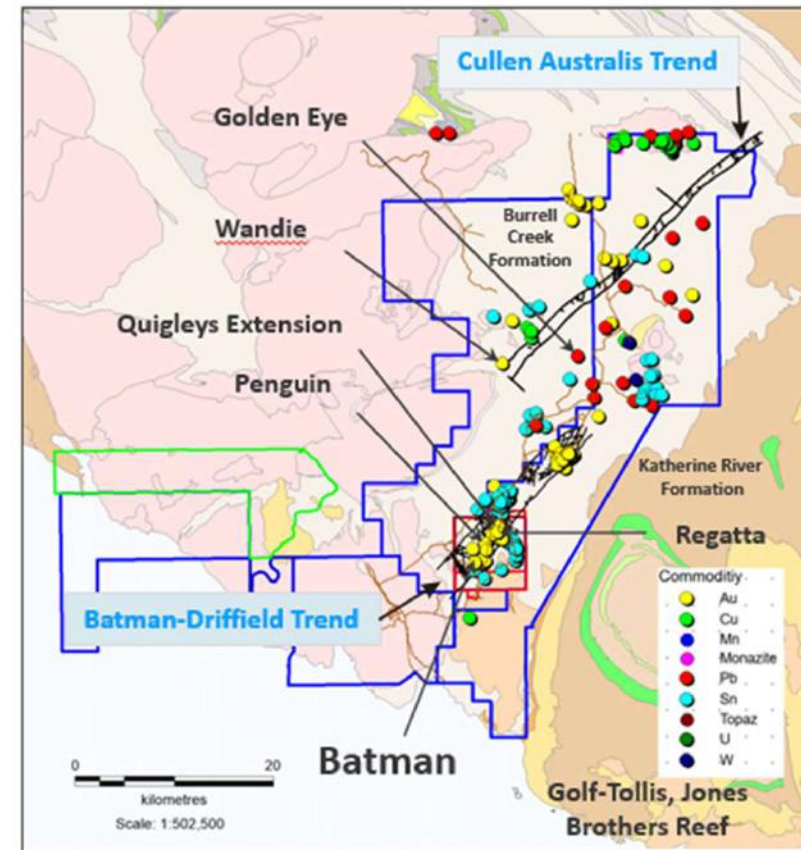 Cullen Australis Trend
Golden Eye
Wandie
Burrell
Creek
Formation
Quigleys Extension
Penguin
Katherine River
Formation
Regatta
Commodity
Au
Cu
Mn
Monazite
Pb
Sn
Topaz
U
W
Batman-Driffield Trend
Batman
0
20
kilometres
Scale: 1:502,500
Golf-Tollis, Jones
Brothers Reef